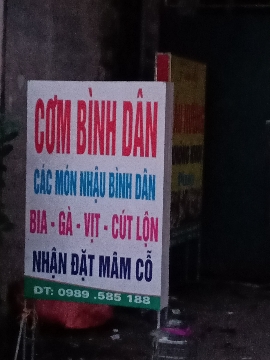 CƠM BÌNH DÂN
CÁC MÓN NHẬU BÌNH DÂN
BIA - GÀ - VỊT - CÚT LỘN
NHẬN ĐẶT MÂM CỖ
ĐT: 0989.585 188